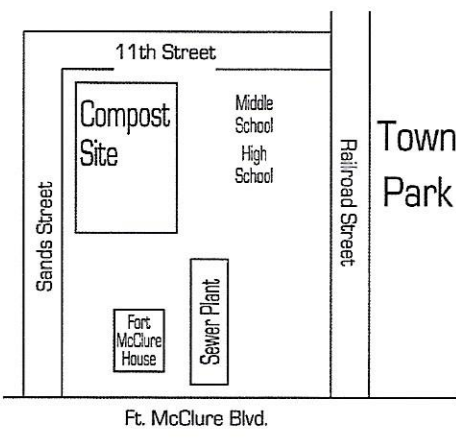 11th Street
Compost
Site
Middle
School
High
School
Town
Park
Railroad Street
Sands Street
Fort
McClure
House
Sewer Plant
Ft. McClure Blvd.